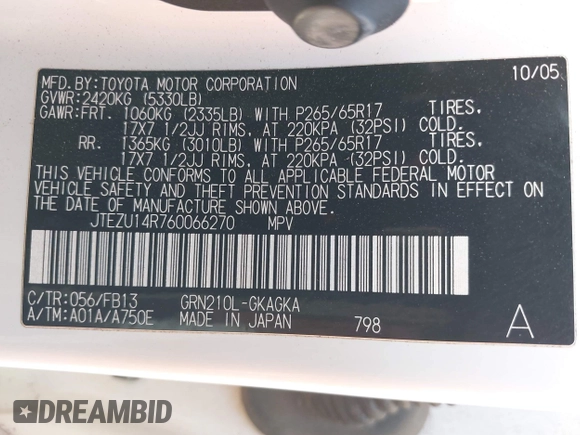 MFD.BY:TOYOTA MOTOR CORPORATION 10/05
GVWR:2420KG (5330LB)
GAWR:FRT. 1060KG (2335LB) WITH P265/65R17 TIRES,
17X7 1/2JJ RIMS, AT 220KPA (32PSI) COLD.
RR. 1365KG (3010LB) WITH P265/65R17 TIRES,
17X7 1/2JJ RIMS, AT 220KPA (32PSI) COLD.
THIS VEHICLE CONFORMS TO ALL APPLICABLE FEDERAL MOTOR
VEHICLE SAFETY AND THEFT PREVENTION STANDARDS IN EFFECT ON
THE DATE OF MANUFACTURE SHOWN ABOVE.
JTEZU14R760066270 MPV
C/TR:056/FB13 GRN210L-GKAGKA
A/TM:A01A/A750E MADE IN JAPAN 798 A
DREAMBID